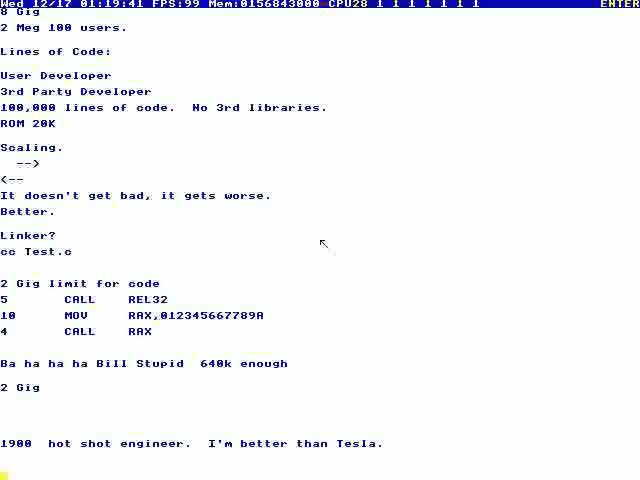 Wed 12/17 01:19:41 FPS:99 Mem:0156843000 CPU28 1 1 1 1 1 1 1 ENTER
8 Gig
2 Meg 100 users.
Lines of Code:
User Developer
3rd Party Developer
100,000 lines of code.  No 3rd libraries.
ROM 20K
Scaling.
-->
<--
It doesn't get bad, it gets worse.
Better.
Linker?
cc Test.c
2 Gig limit for code
5 CALL REL32
10 MOV RAX,012345667789A
4 CALL RAX
Ba ha ha ha Bill Stupid  640k enough
2 Gig
1900  hot shot engineer.  I'm better than Tesla.